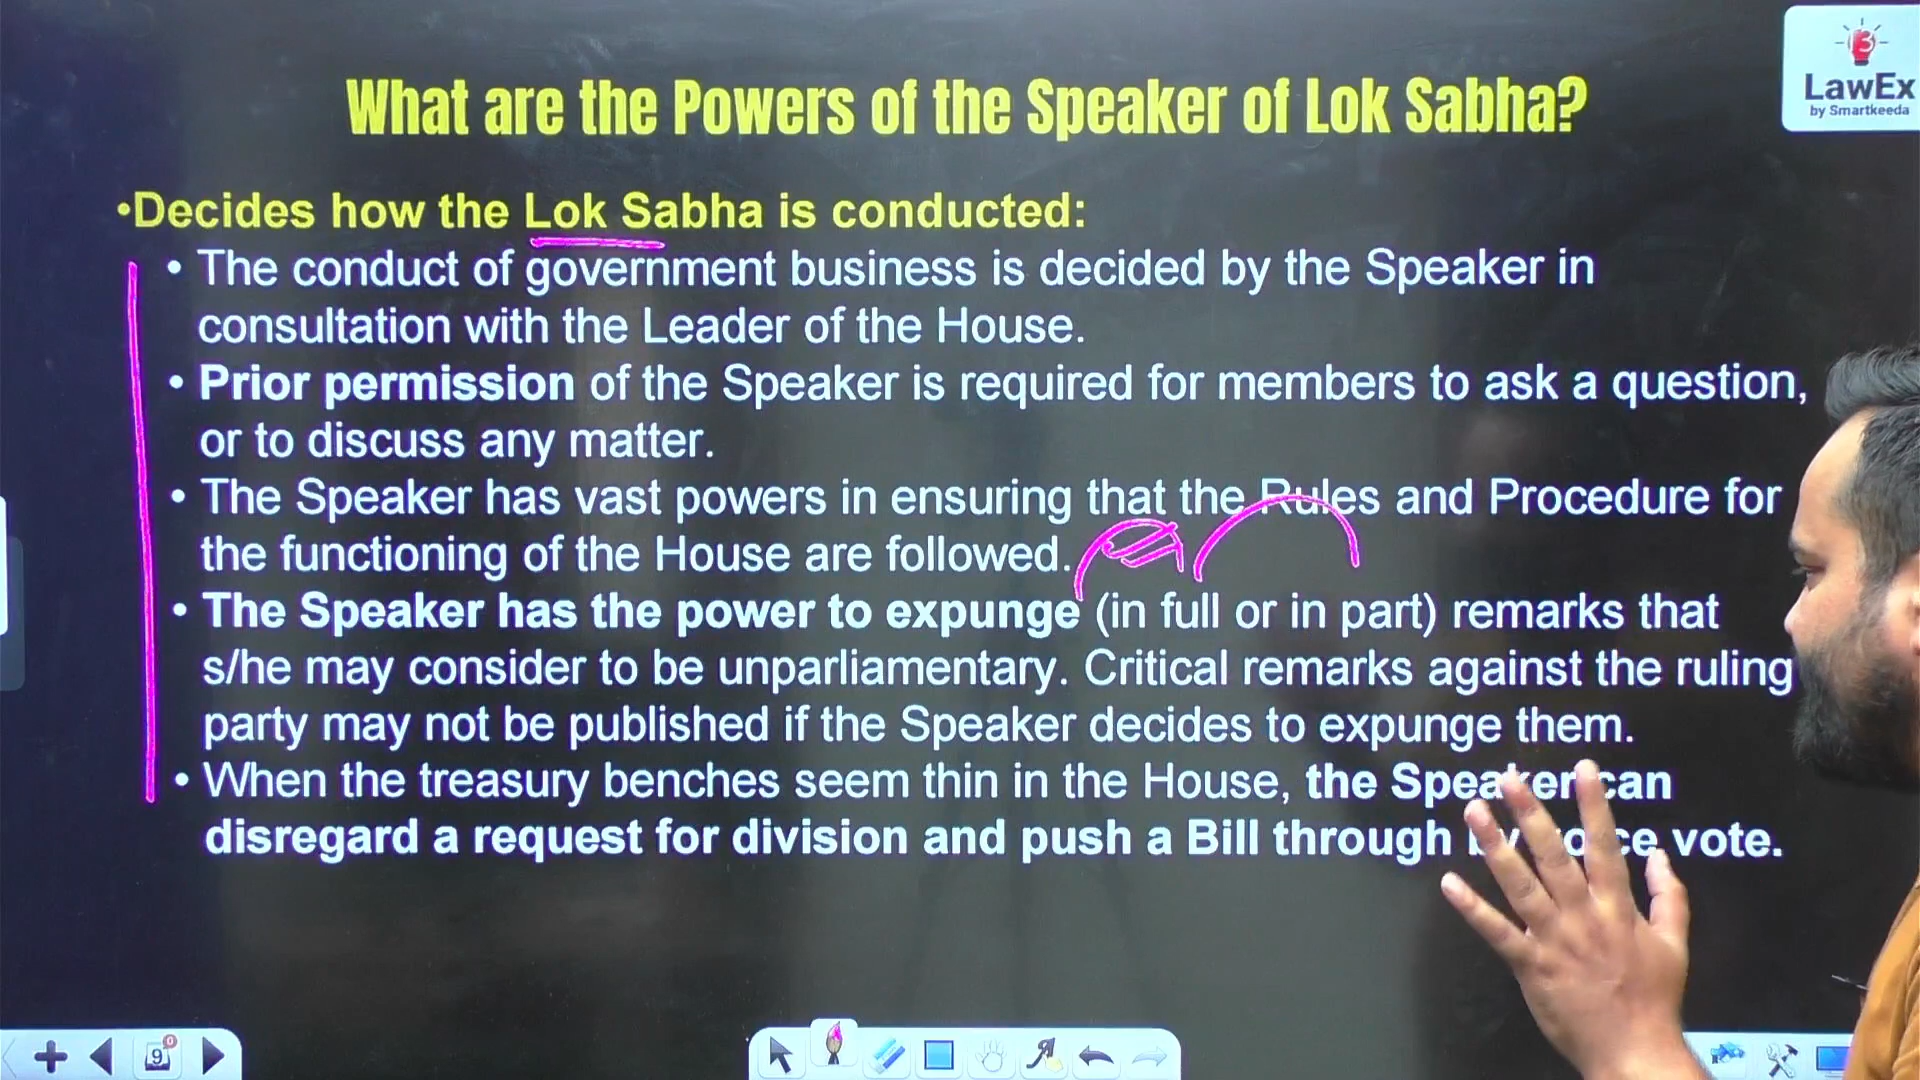 LawEx
by Smartkeeda
What are the Powers of the Speaker of Lok Sabha?
•Decides how the Lok Sabha is conducted:
• The conduct of government business is decided by the Speaker in
consultation with the Leader of the House.
• Prior permission of the Speaker is required for members to ask a question,
or to discuss any matter.
• The Speaker has vast powers in ensuring that the Rules and Procedure for
the functioning of the House are followed.
• The Speaker has the power to expunge (in full or in part) remarks that
s/he may consider to be unparliamentary. Critical remarks against the ruling
party may not be published if the Speaker decides to expunge them.
• When the treasury benches seem thin in the House, the Speaker can
disregard a request for division and push a Bill through by voice vote.
9
0